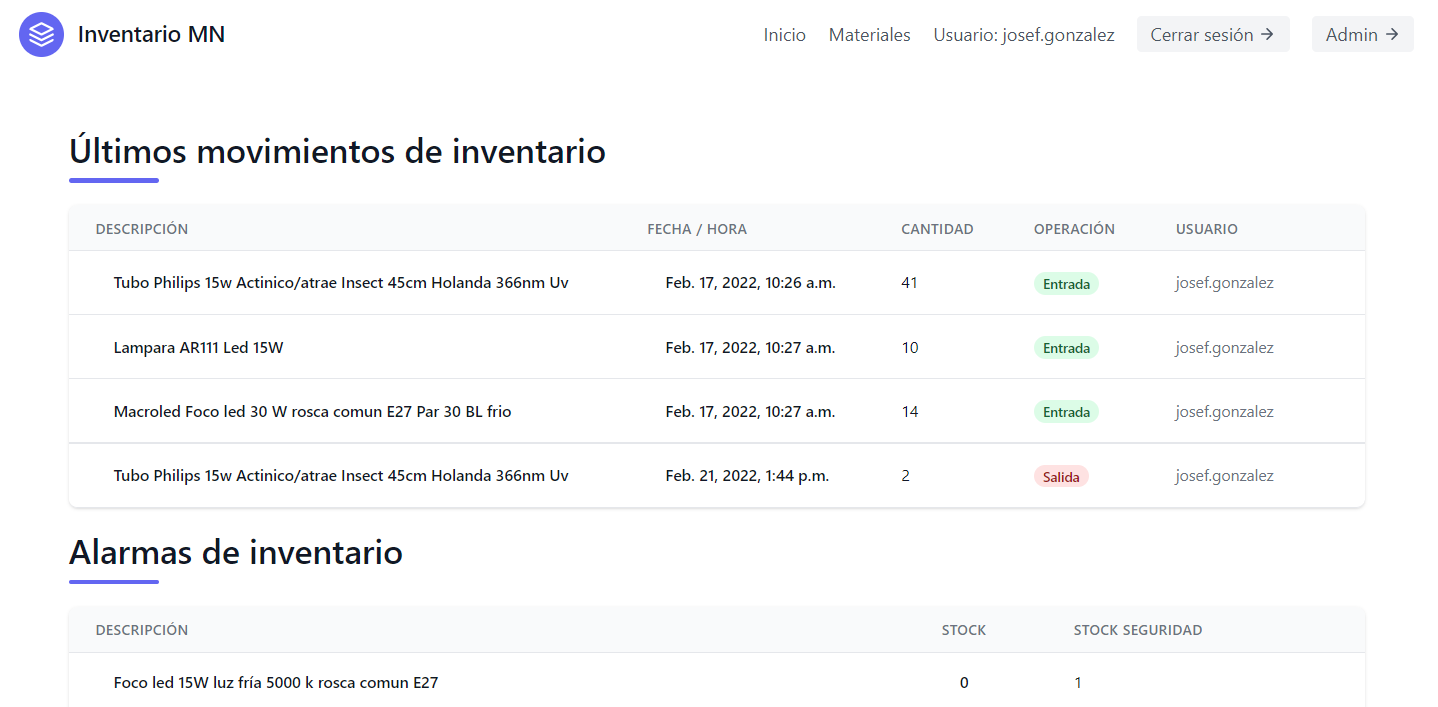 Inventario MN Inicio Materiales Usuario: josef.gonzalez Cerrar sesión → Admin →
Últimos movimientos de inventario
DESCRIPCIÓN FECHA / HORA CANTIDAD OPERACIÓN USUARIO
Tubo Philips 15w Actinico/atrae Insect 45cm Holanda 366nm Uv Feb. 17, 2022, 10:26 a.m. 41 Entrada josef.gonzalez
Lampara AR111 Led 15W Feb. 17, 2022, 10:27 a.m. 10 Entrada josef.gonzalez
Macroled Foco led 30 W rosca comun E27 Par 30 BL frio Feb. 17, 2022, 10:27 a.m. 14 Entrada josef.gonzalez
Tubo Philips 15w Actinico/atrae Insect 45cm Holanda 366nm Uv Feb. 21, 2022, 1:44 p.m. 2 Salida josef.gonzalez
Alarmas de inventario
DESCRIPCIÓN STOCK STOCK SEGURIDAD
Foco led 15W luz fría 5000 k rosca comun E27 0 1